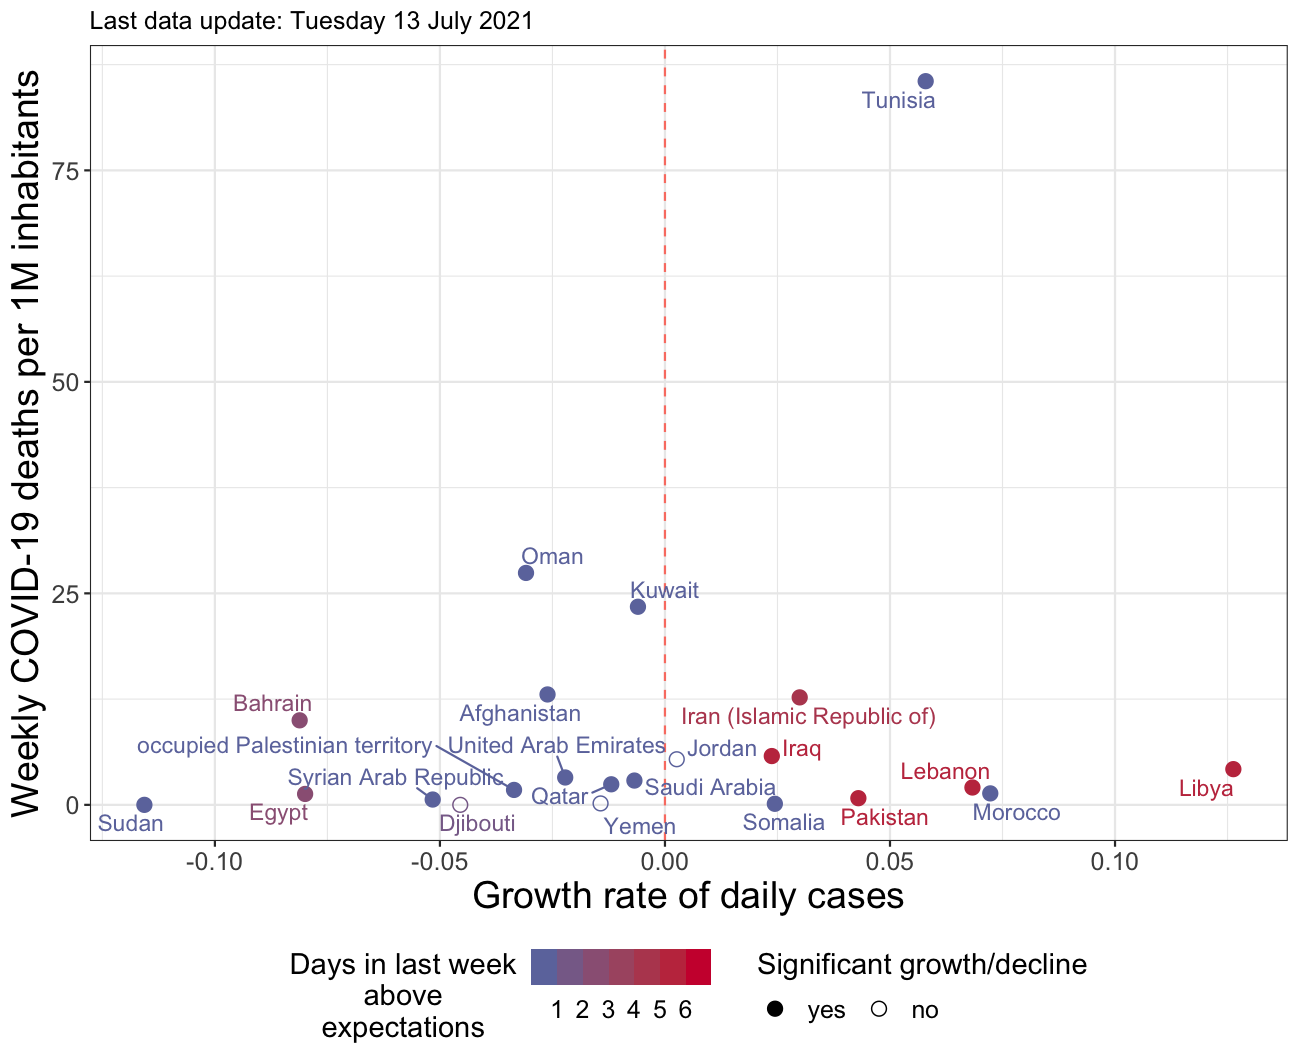 Last data update: Tuesday 13 July 2021
Weekly COVID-19 deaths per 1M inhabitants
75
50
25
0
Tunisia
Oman
Kuwait
Bahrain
Afghanistan
Iran (Islamic Republic of)
occupied Palestinian territory
United Arab Emirates
Jordan
Iraq
Syrian Arab Republic
Lebanon
Egypt
Qatar
Saudi Arabia
Libya
Sudan
Djibouti
Yemen
Somalia
Pakistan
Morocco
-0.10
-0.05
0.00
0.05
0.10
Growth rate of daily cases
Days in last week
above
expectations
1 2 3 4 5 6
Significant growth/decline
yes
no